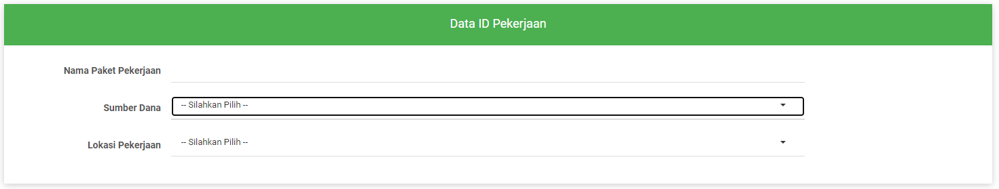 Data ID Pekerjaan
Nama Paket Pekerjaan
Sumber Dana -- Silahkan Pilih --
Lokasi Pekerjaan -- Silahkan Pilih --